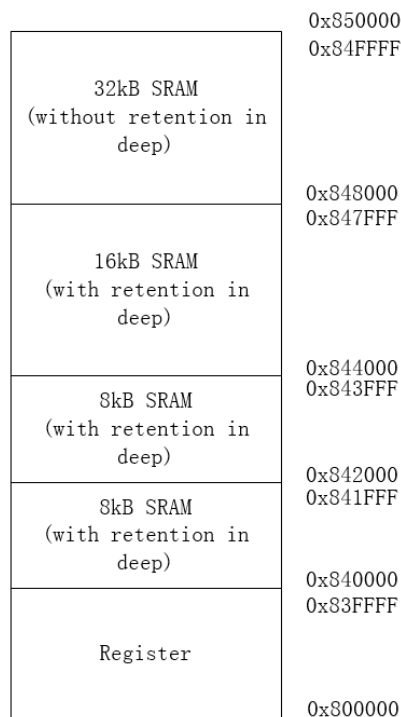 0x850000
0x84FFFF
32kB SRAM
(without retention in
deep)
0x848000
0x847FFF
16kB SRAM
(with retention in
deep)
0x844000
0x843FFF
8kB SRAM
(with retention in
deep)
0x842000
0x841FFF
8kB SRAM
(with retention in
deep)
0x840000
0x83FFFF
Register
0x800000